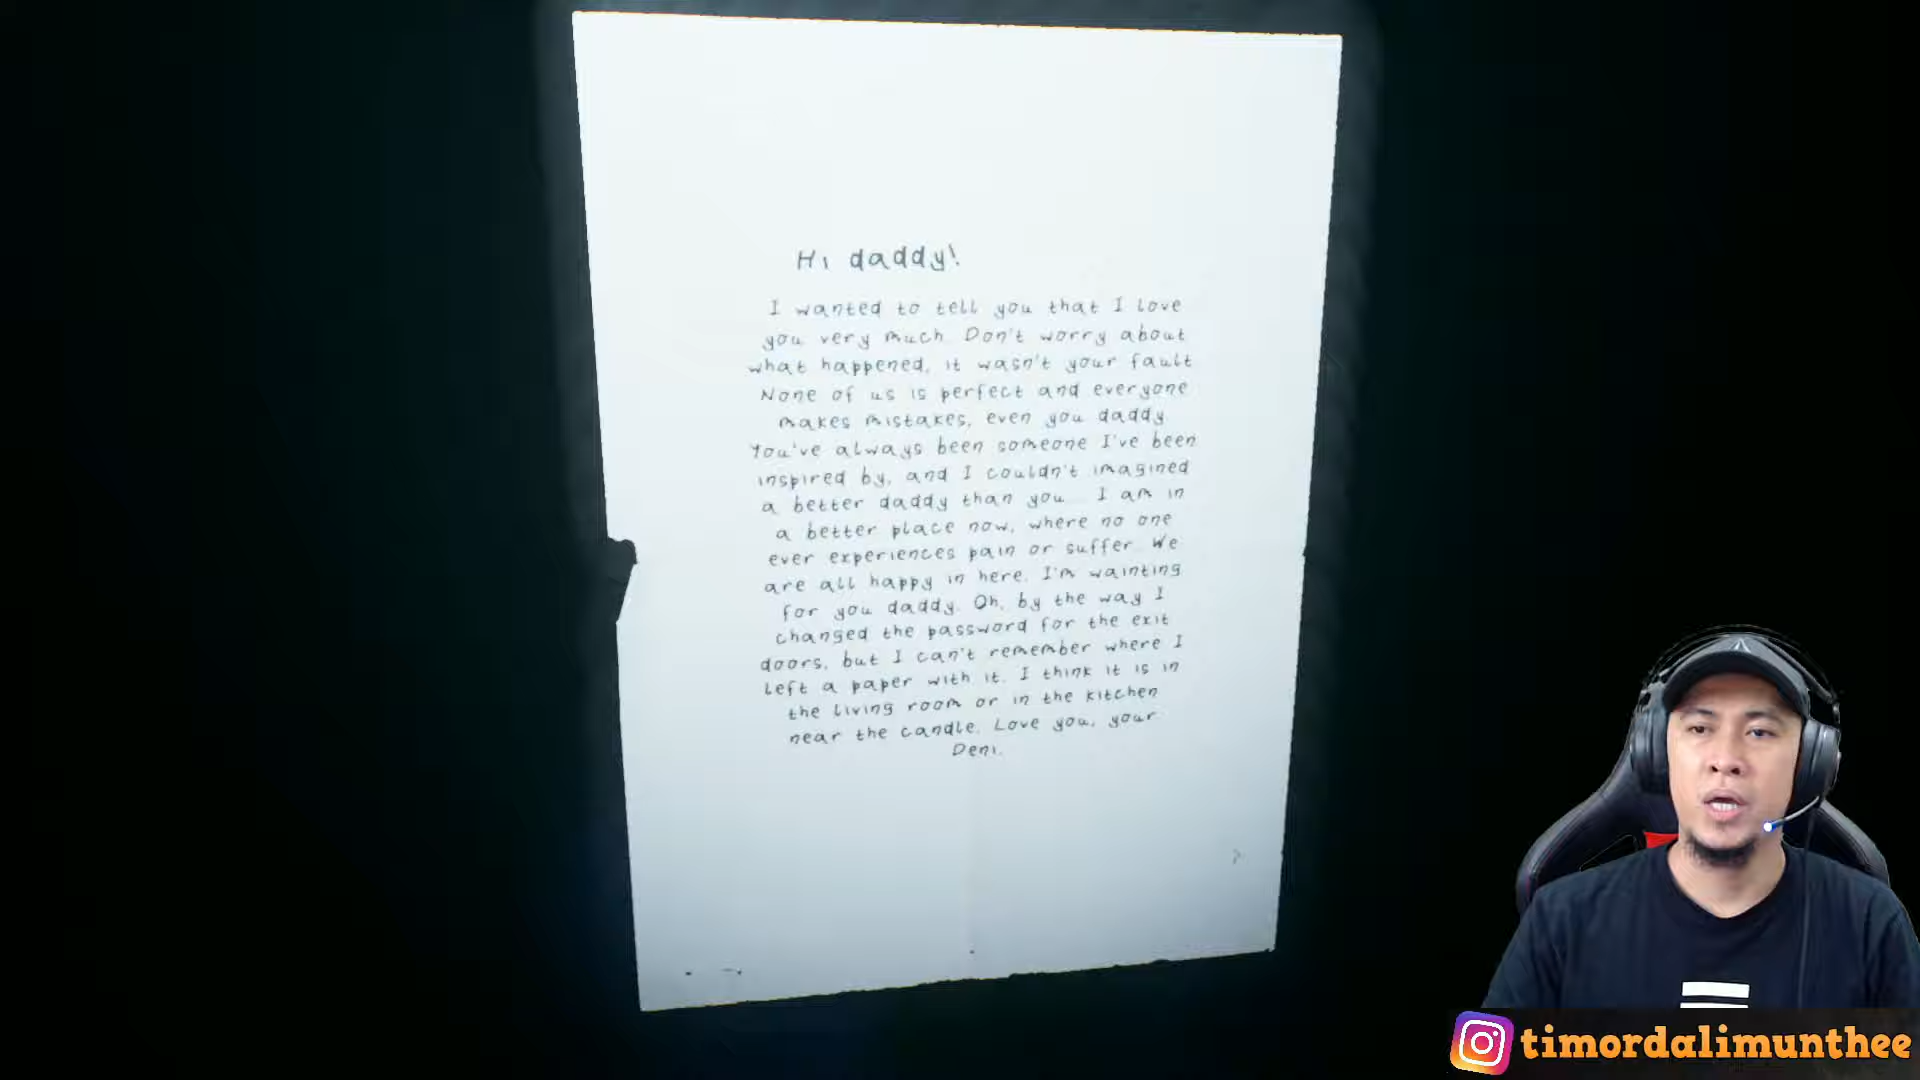 Hi daddy!
I wanted to tell you that I love
you very much. Don't worry about
what happened, it wasn't your fault
None of us is perfect and everyone
makes mistakes, even you daddy
You've always been someone I've been
inspired by, and I couldn't imagined
a better daddy than you... I am in
a better place now, where no one
ever experiences pain or suffer. We
are all happy in here. I'm wainting
for you daddy. Oh, by the way I
changed the password for the exit
doors, but I can't remember where I
left a paper with it. I think it is in
the living room or in the kitchen
near the candle. Love you, your
Deni.
timordalimunthee